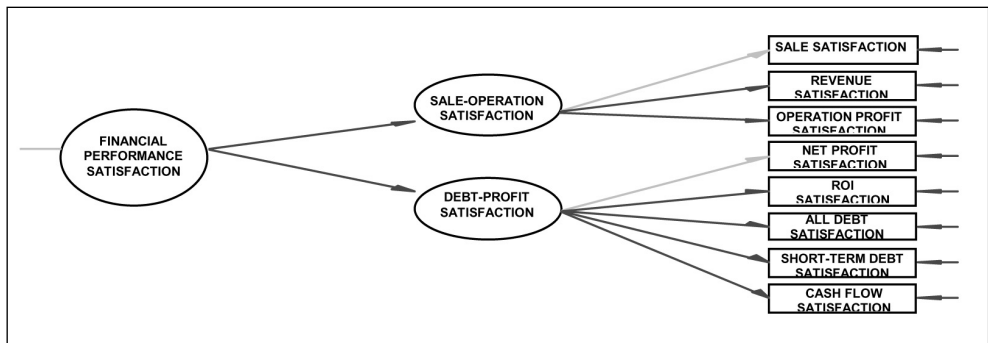 FINANCIAL
PERFORMANCE
SATISFACTION
SALE-OPERATION
SATISFACTION
DEBT-PROFIT
SATISFACTION
SALE SATISFACTION
REVENUE
SATISFACTION
OPERATION PROFIT
SATISFACTION
NET PROFIT
SATISFACTION
ROI
SATISFACTION
ALL DEBT
SATISFACTION
SHORT-TERM DEBT
SATISFACTION
CASH FLOW
SATISFACTION